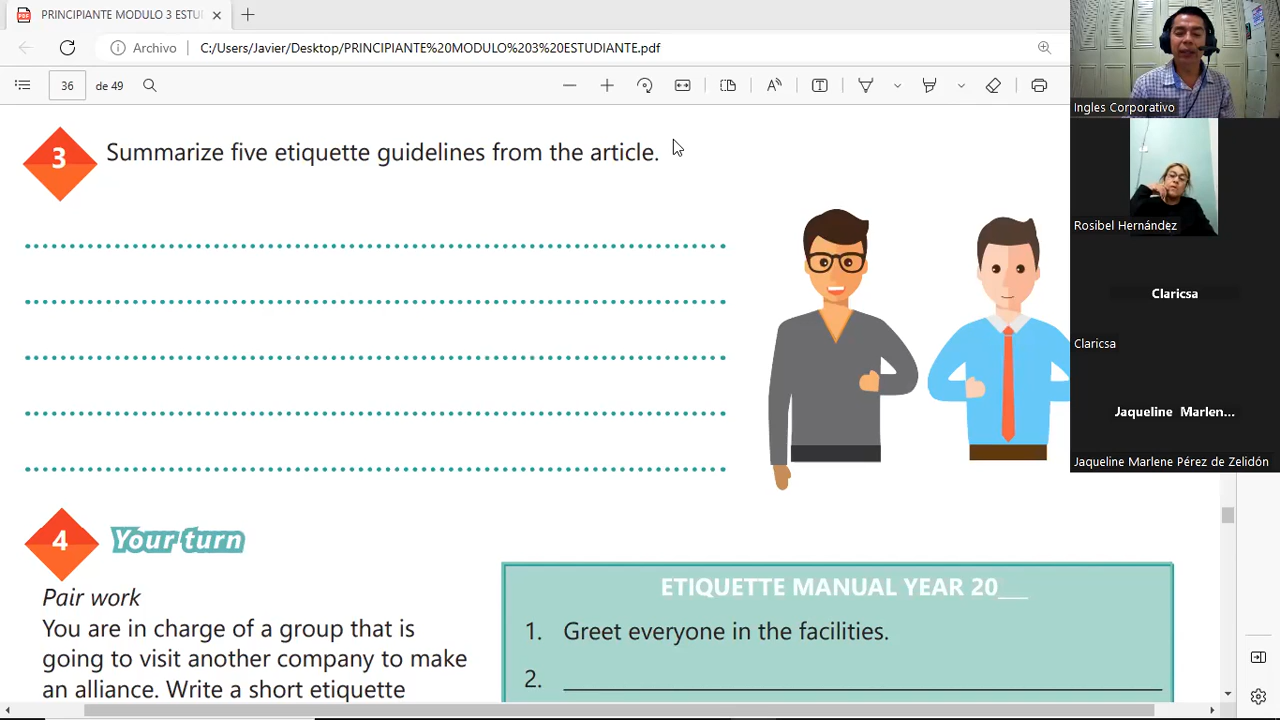 PRINCIPIANTE MODULO 3 ESTU
Archivo
C:/Users/Javier/Desktop/PRINCIPIANTE%20MODULO%203%20ESTUDIANTE.pdf
36
de 49
3
Summarize five etiquette guidelines from the article.
4
Your turn
Pair work
You are in charge of a group that is
going to visit another company to make
an alliance. Write a short etiquette
ETIQUETTE MANUAL YEAR 20__
1. Greet everyone in the facilities.
2.
Ingles Corporativo
Rosibel Hernández
Claricsa
Claricsa
Jaqueline Marlen...
Jaqueline Marlene Pérez de Zelidón